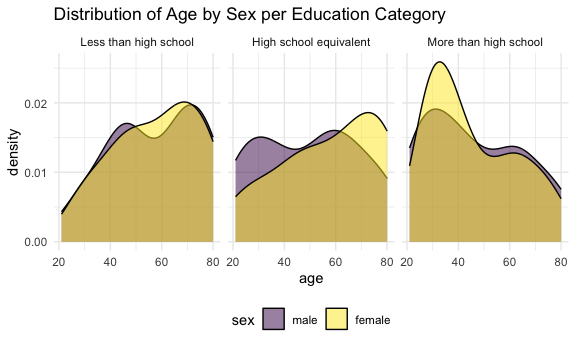 Distribution of Age by Sex per Education Category
Less than high school
High school equivalent
More than high school
density
0.02
0.01
0.00
20 40 60 80
20 40 60 80
20 40 60 80
age
sex male female